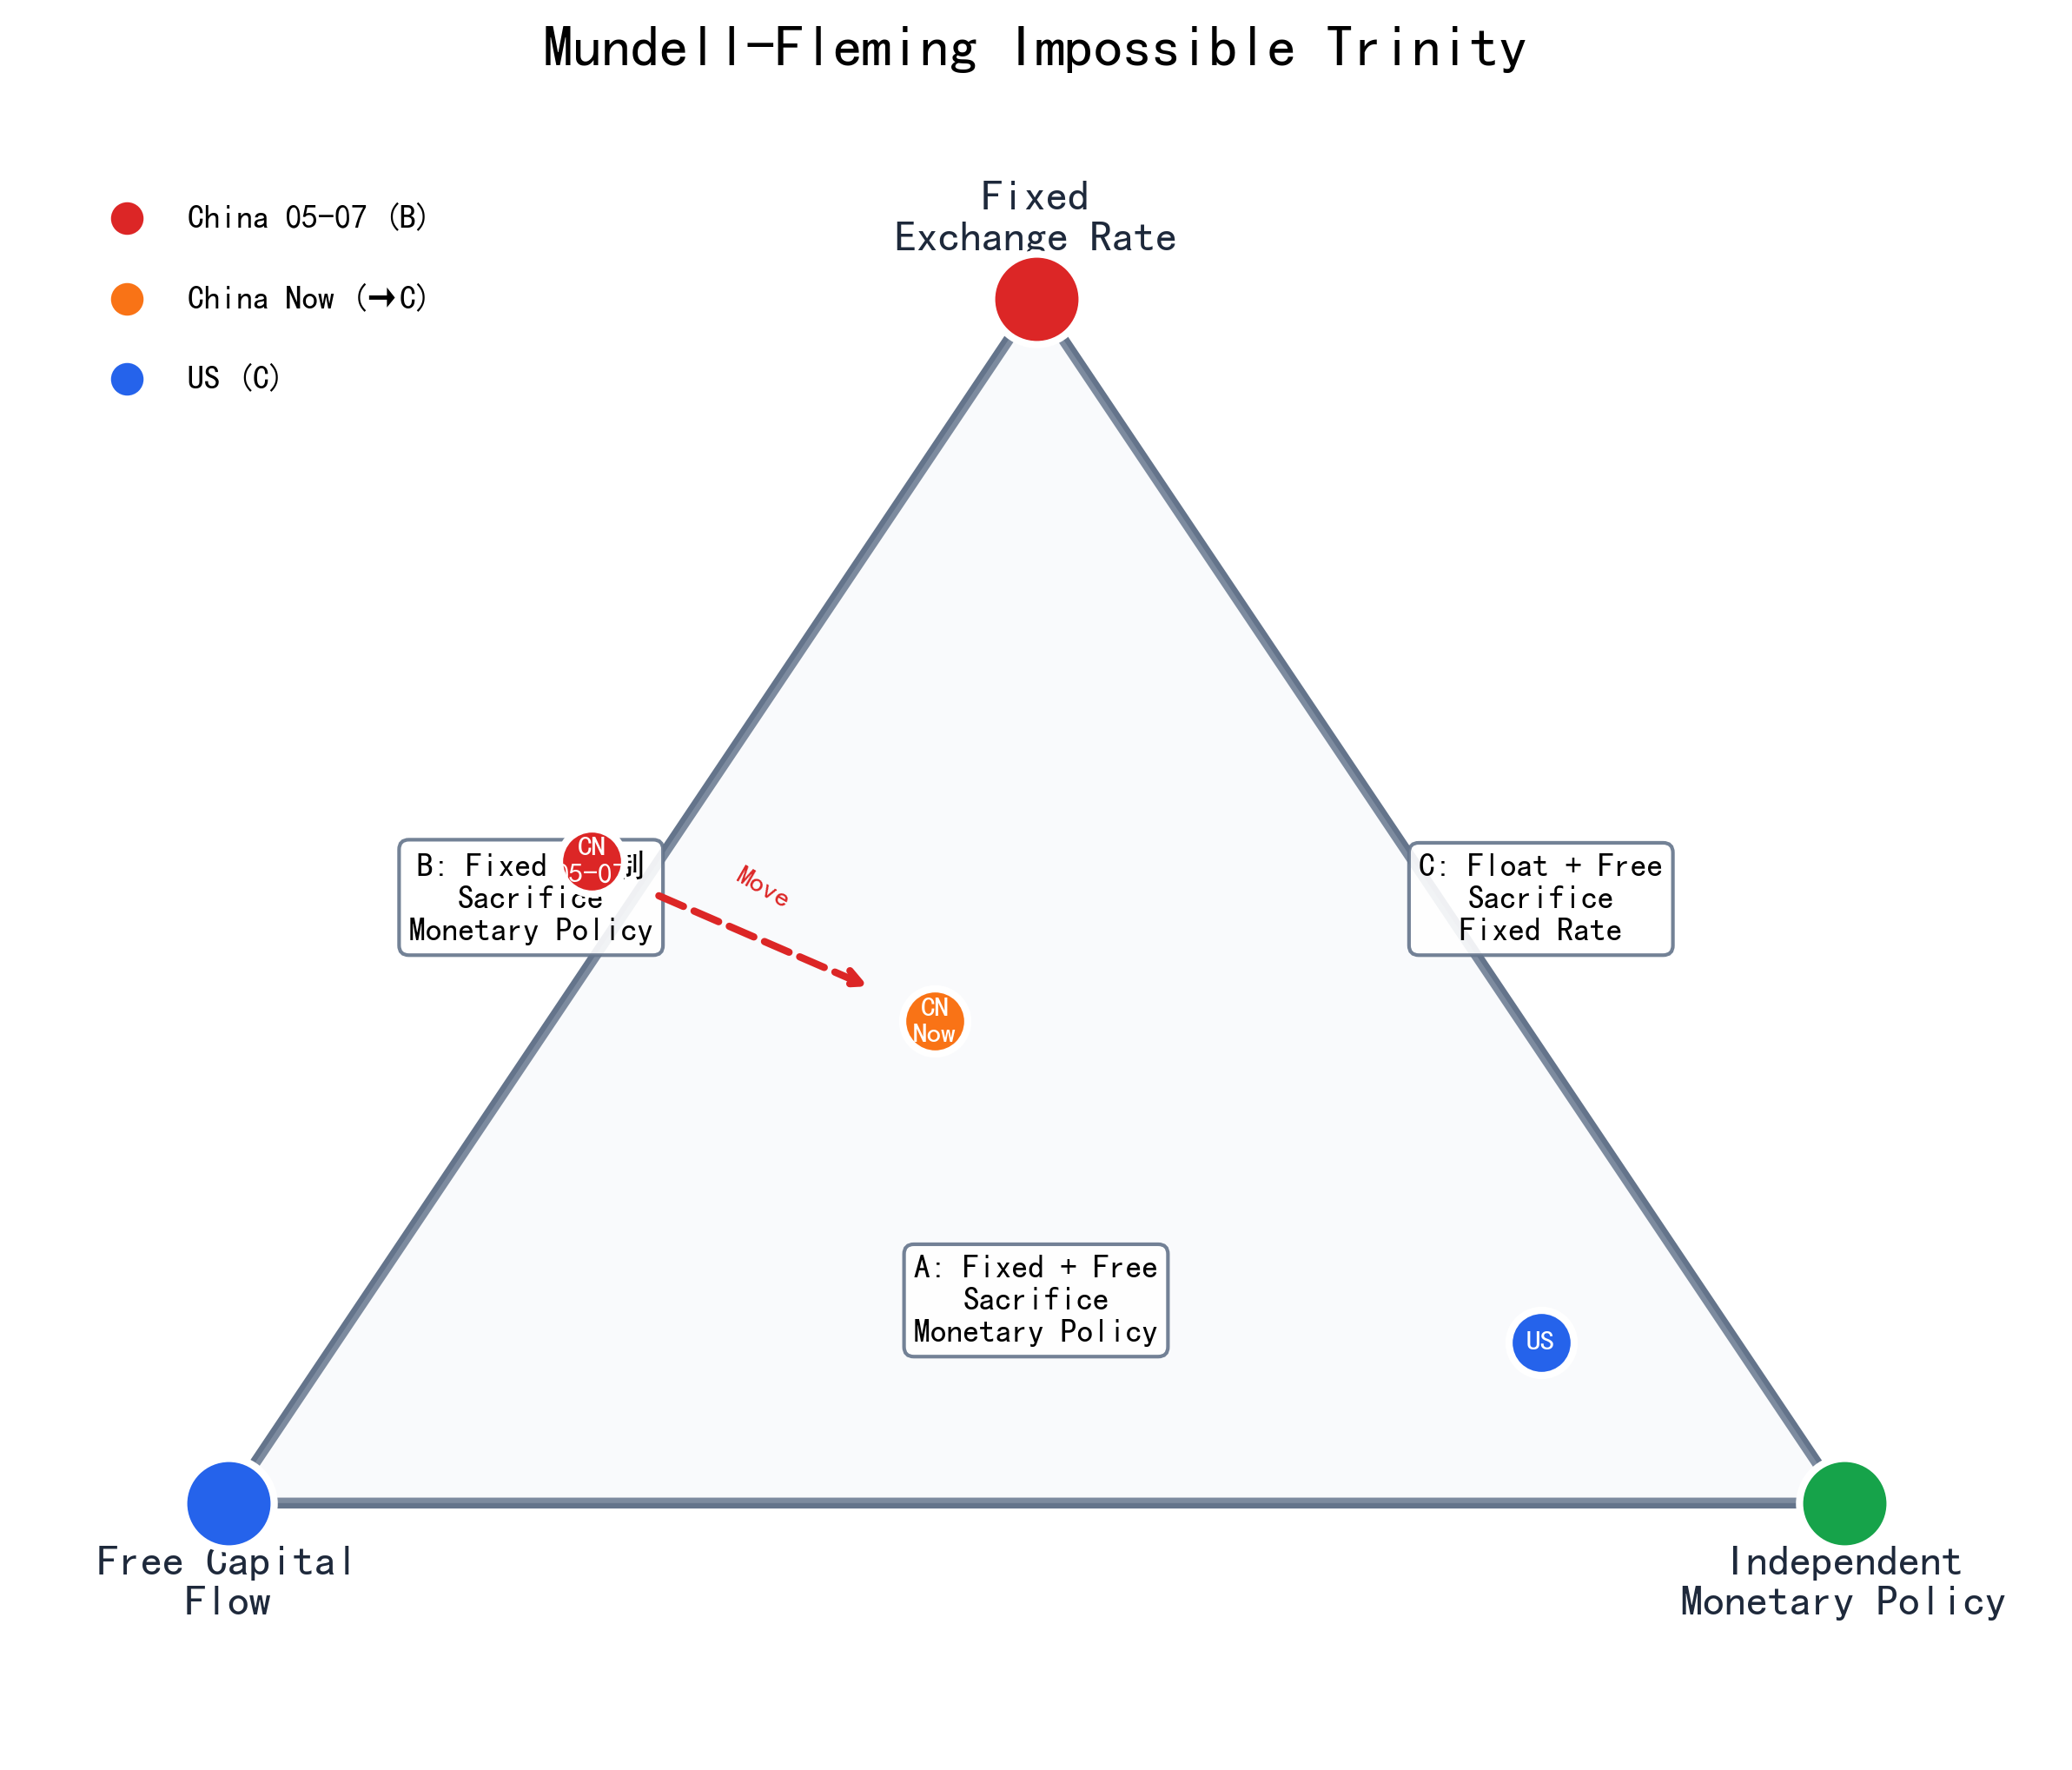 Mundell-Fleming Impossible Trinity
China 05-07 (B)
China Now (→C)
US (C)
Fixed
Exchange Rate
CN
05-07
B: Fixed
Sacrifice
Monetary Policy
Move
C: Float + Free
Sacrifice
Fixed Rate
CN
Now
A: Fixed + Free
Sacrifice
Monetary Policy
US
Free Capital
Flow
Independent
Monetary Policy